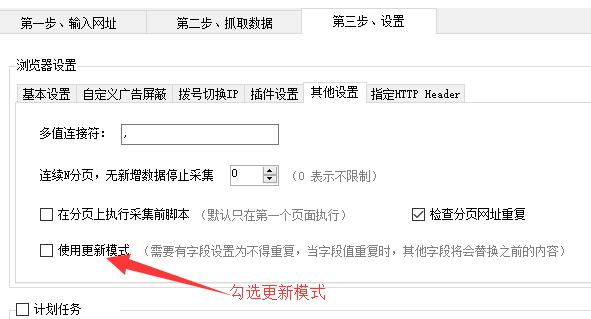 第一步、输入网址 第二步、抓取数据 第三步、设置
浏览器设置
基本设置 自定义广告屏蔽 拨号切换IP 插件设置 其他设置 指定HTTP Header
多值连接符： ,
连续N分页，无新增数据停止采集 0 （0 表示不限制）
在分页上执行采集前脚本 （默认只在第一个页面执行） 检查分页网址重复
使用更新模式 （需要有字段设置为不得重复，当字段值重复时，其他字段将会替换之前的内容）
勾选更新模式
计划任务